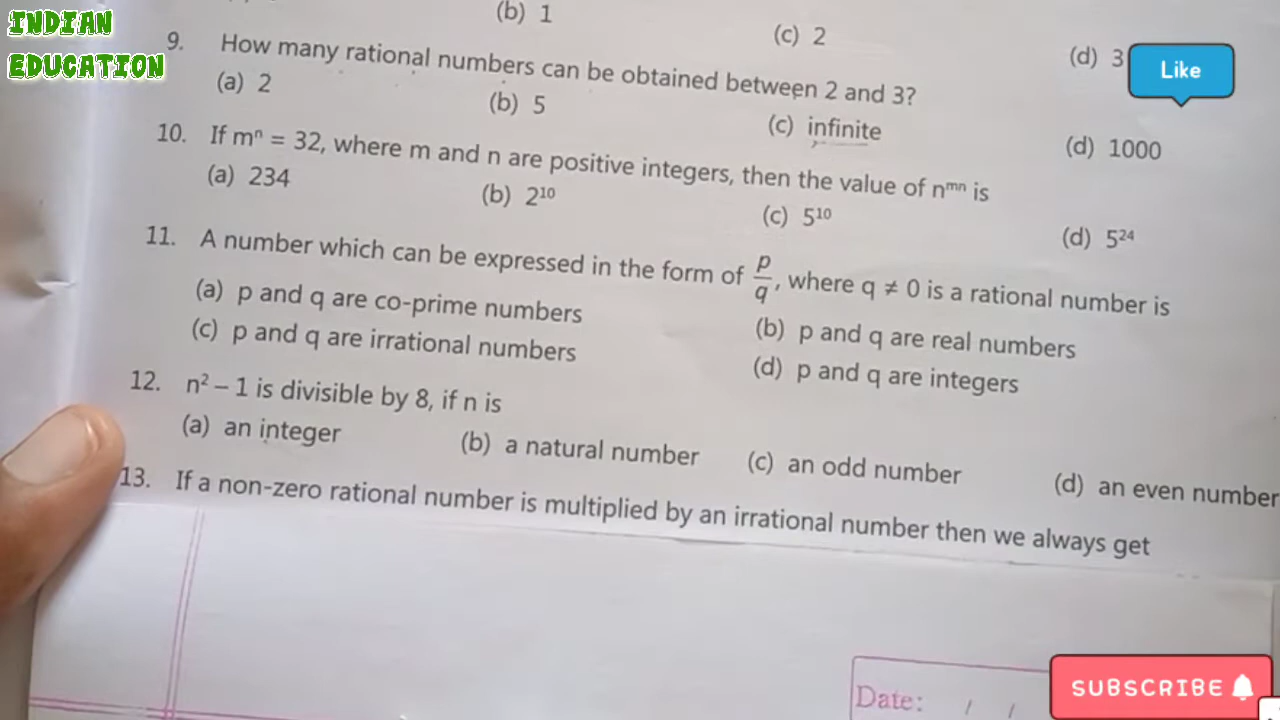 INDIAN
EDUCATION
(b) 1
(c) 2
(d) 3
Like
9. How many rational numbers can be obtained between 2 and 3?
(a) 2 (b) 5 (c) infinite (d) 1000
10. If mⁿ = 32, where m and n are positive integers, then the value of nᵐⁿ is
(a) 234 (b) 2¹⁰ (c) 5¹⁰ (d) 5²⁴
11. A number which can be expressed in the form of p/q, where q ≠ 0 is a rational number is
(a) p and q are co-prime numbers (b) p and q are real numbers
(c) p and q are irrational numbers (d) p and q are integers
12. n² – 1 is divisible by 8, if n is
(a) an integer (b) a natural number (c) an odd number (d) an even number
13. If a non-zero rational number is multiplied by an irrational number then we always get
Date: / /
SUBSCRIBE